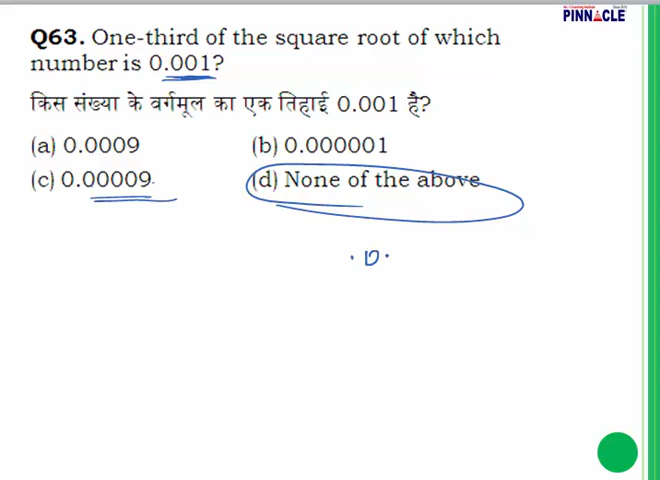 PINNACLE
Q63. One-third of the square root of which
number is 0.001?
किस संख्या के वर्गमूल का एक तिहाई 0.001 है?
(a) 0.0009 (b) 0.000001
(c) 0.00009 (d) None of the above